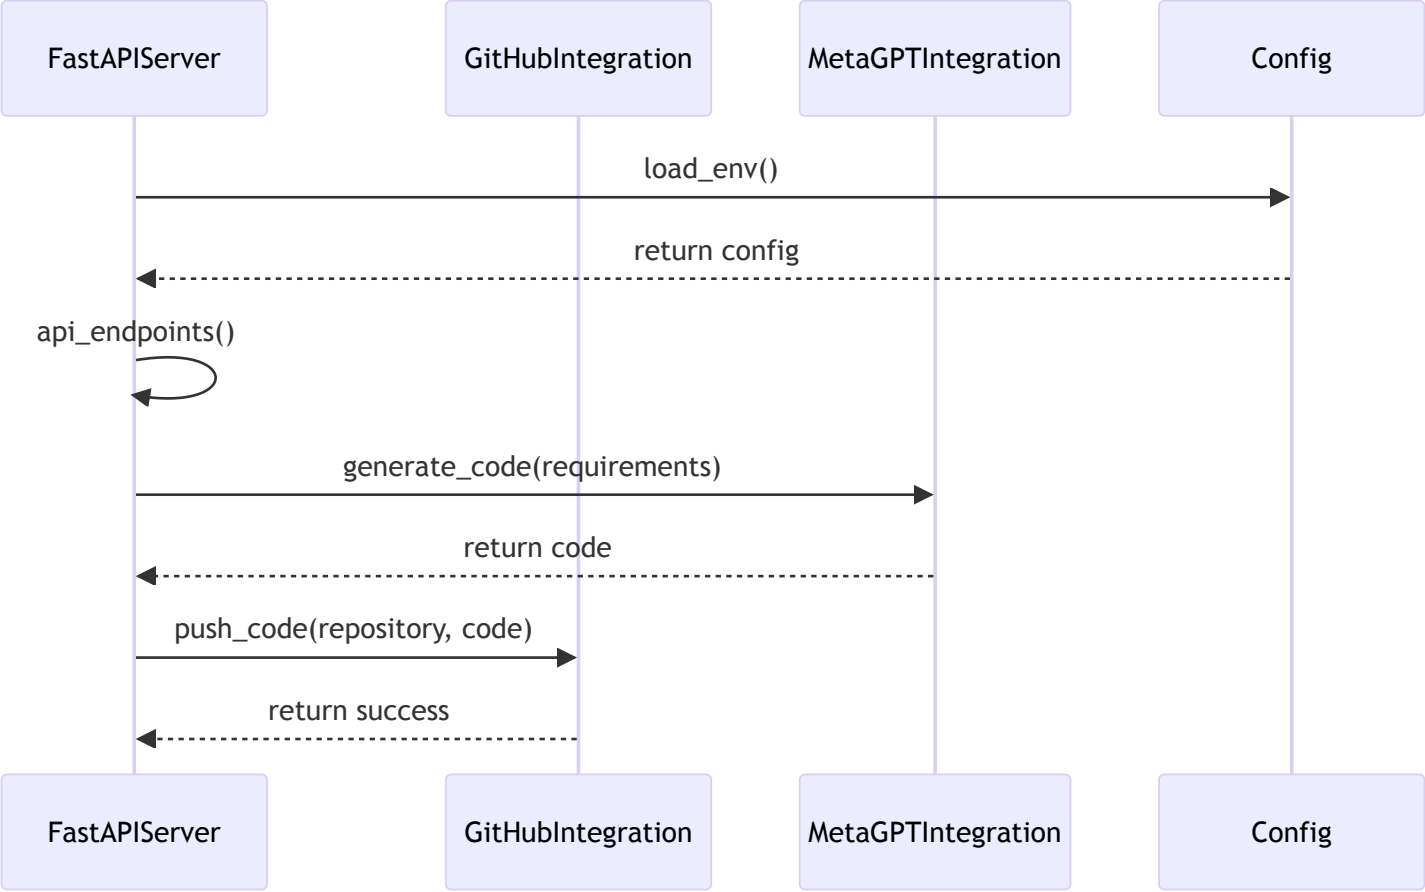 FastAPIServer
GitHubIntegration
MetaGPTIntegration
Config
load_env()
return config
api_endpoints()
generate_code(requirements)
return code
push_code(repository, code)
return success
FastAPIServer
GitHubIntegration
MetaGPTIntegration
Config